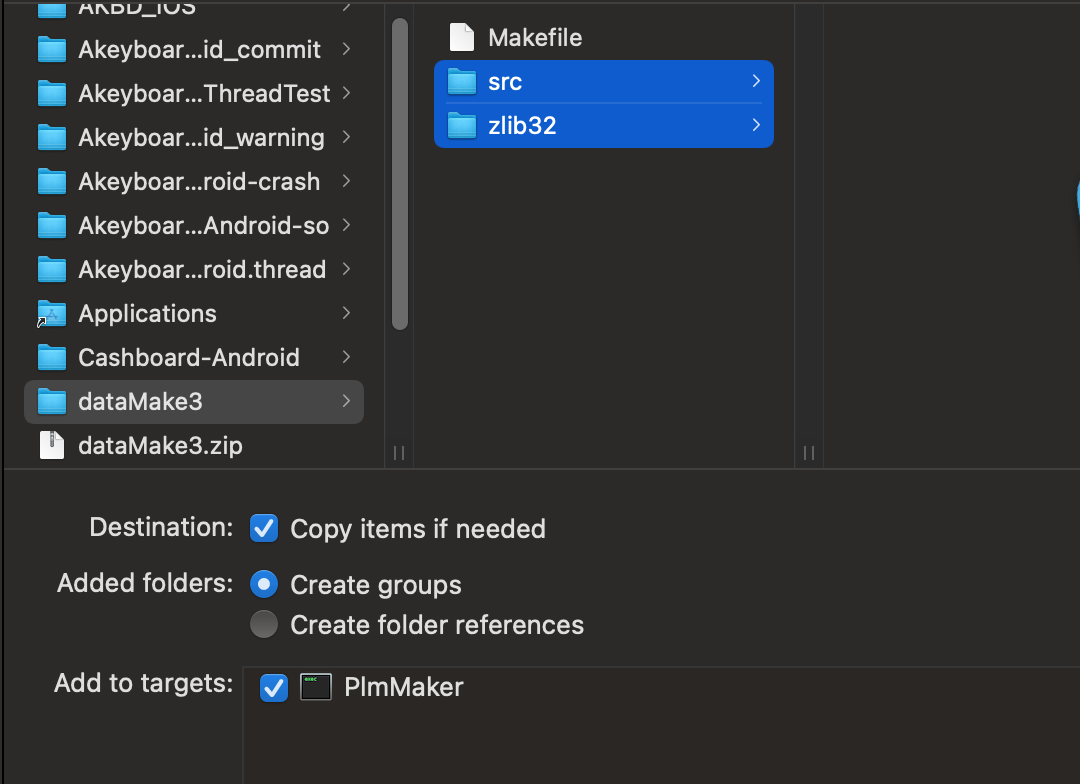 AKBD_iOS
Akeyboar...id_commit
Akeyboar...ThreadTest
Akeyboar...id_warning
Akeyboar...roid-crash
Akeyboar...Android-so
Akeyboar...roid.thread
Applications
Cashboard-Android
dataMake3
dataMake3.zip
Makefile
src
zlib32
Destination: Copy items if needed
Added folders: Create groups
Create folder references
Add to targets: exec PlmMaker